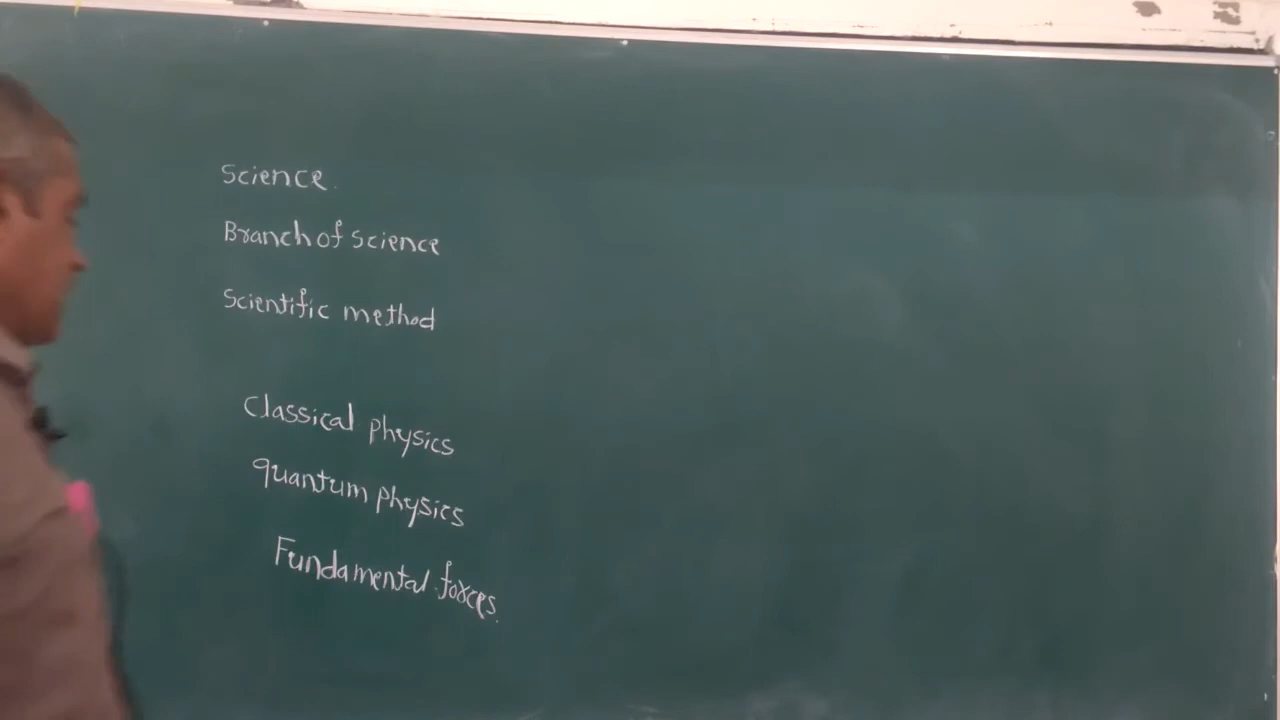 Science.
Branch of science
Scientific method
Classical physics
quantum physics
Fundamental forces.